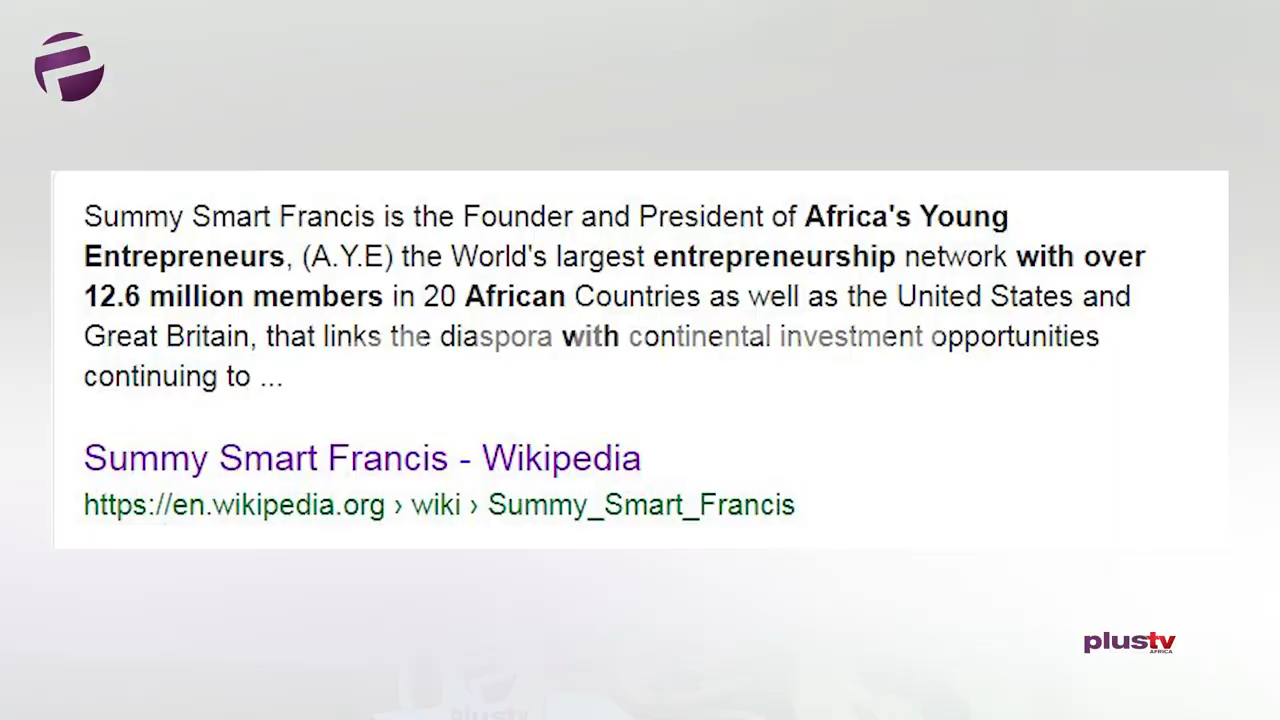 Summy Smart Francis is the Founder and President of Africa's Young
Entrepreneurs, (A.Y.E) the World's largest entrepreneurship network with over
12.6 million members in 20 African Countries as well as the United States and
Great Britain, that links the diaspora with continental investment opportunities
continuing to ...
Summy Smart Francis - Wikipedia
https://en.wikipedia.org › wiki › Summy_Smart_Francis
plustv
AFRICA
plustv